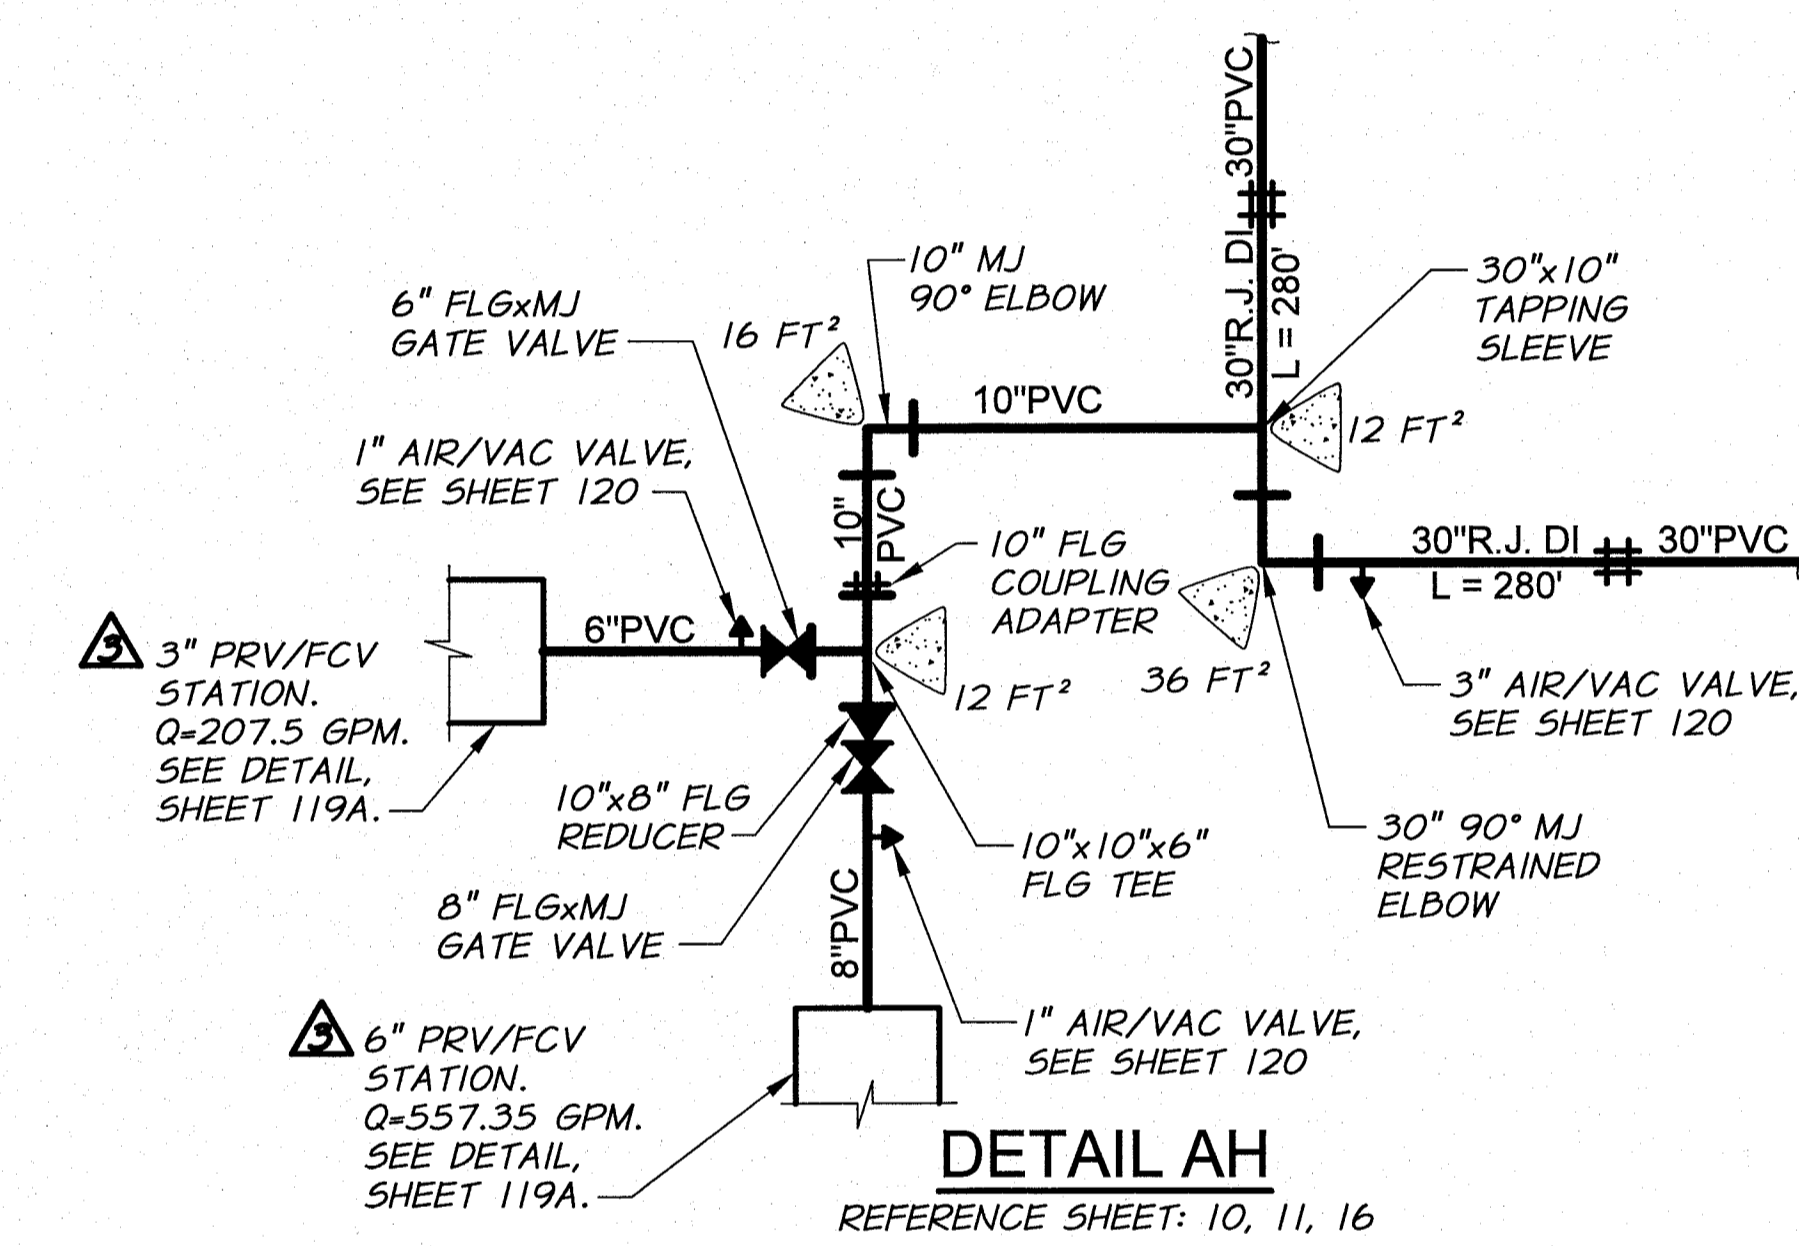 30"PVC
30"R.J. DI
L = 280'
10" MJ
90° ELBOW
30"x10"
TAPPING
SLEEVE
6" FLGxMJ
GATE VALVE
16 FT²
10"PVC
12 FT²
1" AIR/VAC VALVE,
SEE SHEET 120
10"
PVC
10" FLG
COUPLING
ADAPTER
30"R.J. DI
L = 280'
30"PVC
6"PVC
3
3" PRV/FCV
STATION.
Q=207.5 GPM.
SEE DETAIL,
SHEET 119A.
12 FT²
36 FT²
3" AIR/VAC VALVE,
SEE SHEET 120
10"x8" FLG
REDUCER
10"x10"x6"
FLG TEE
30" 90° MJ
RESTRAINED
ELBOW
8" FLGxMJ
GATE VALVE
8"PVC
1" AIR/VAC VALVE,
SEE SHEET 120
3
6" PRV/FCV
STATION.
Q=557.35 GPM.
SEE DETAIL,
SHEET 119A.
DETAIL AH
REFERENCE SHEET: 10, 11, 16